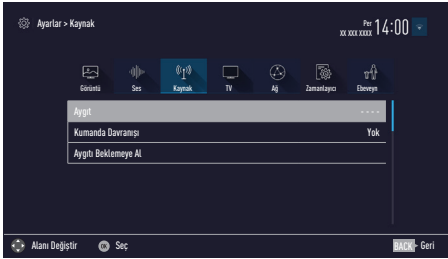 Ayarlar > Kaynak
Per
xx xxx xxxx
14:00
Görüntü Ses Kaynak TV Ağ Zamanlayıcı Ebeveyn
Aygıt - - - -
Kumanda Davranışı Yok
Aygıtı Beklemeye Al
Alanı Değiştir OK Seç BACK - Geri